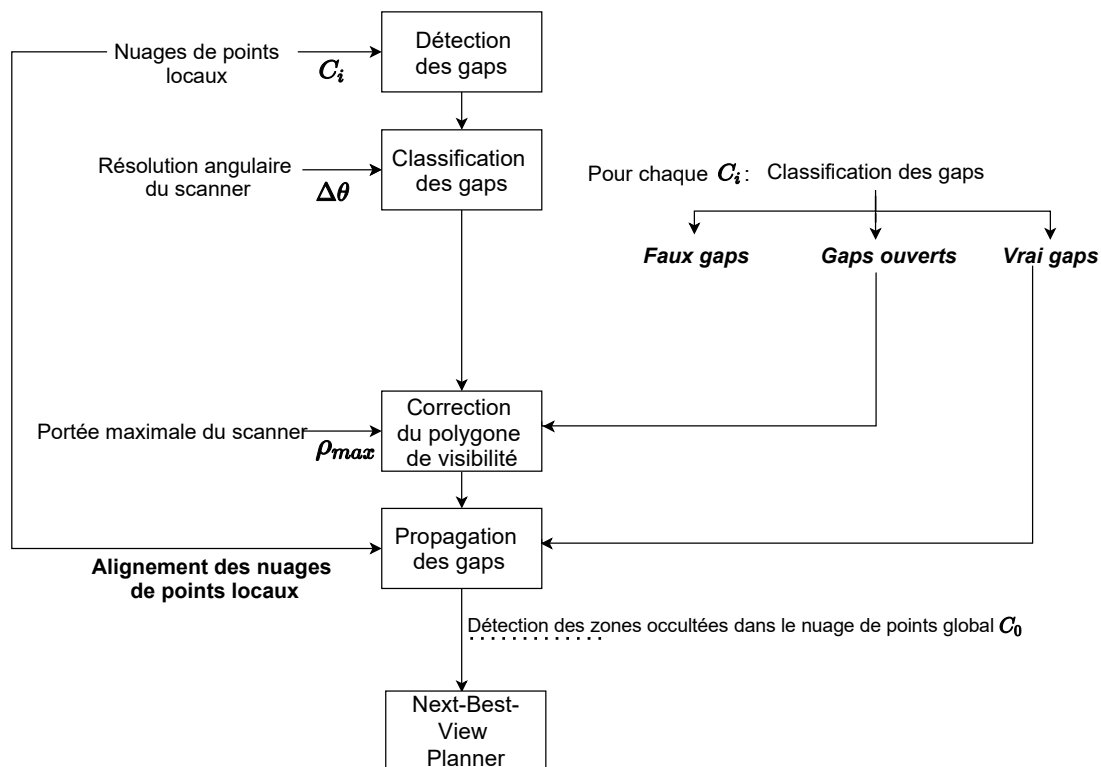 Nuages de points
locaux
C_i
Détection
des gaps
Résolution angulaire
du scanner
Δθ
Classification
des gaps
Pour chaque C_i : Classification des gaps
Faux gaps
Gaps ouverts
Vrai gaps
Portée maximale du scanner
ρ_max
Correction
du polygone
de visibilité
Propagation
des gaps
Alignement des nuages
de points locaux
Détection des zones occultées dans le nuage de points global C_0
Next-Best-
View
Planner